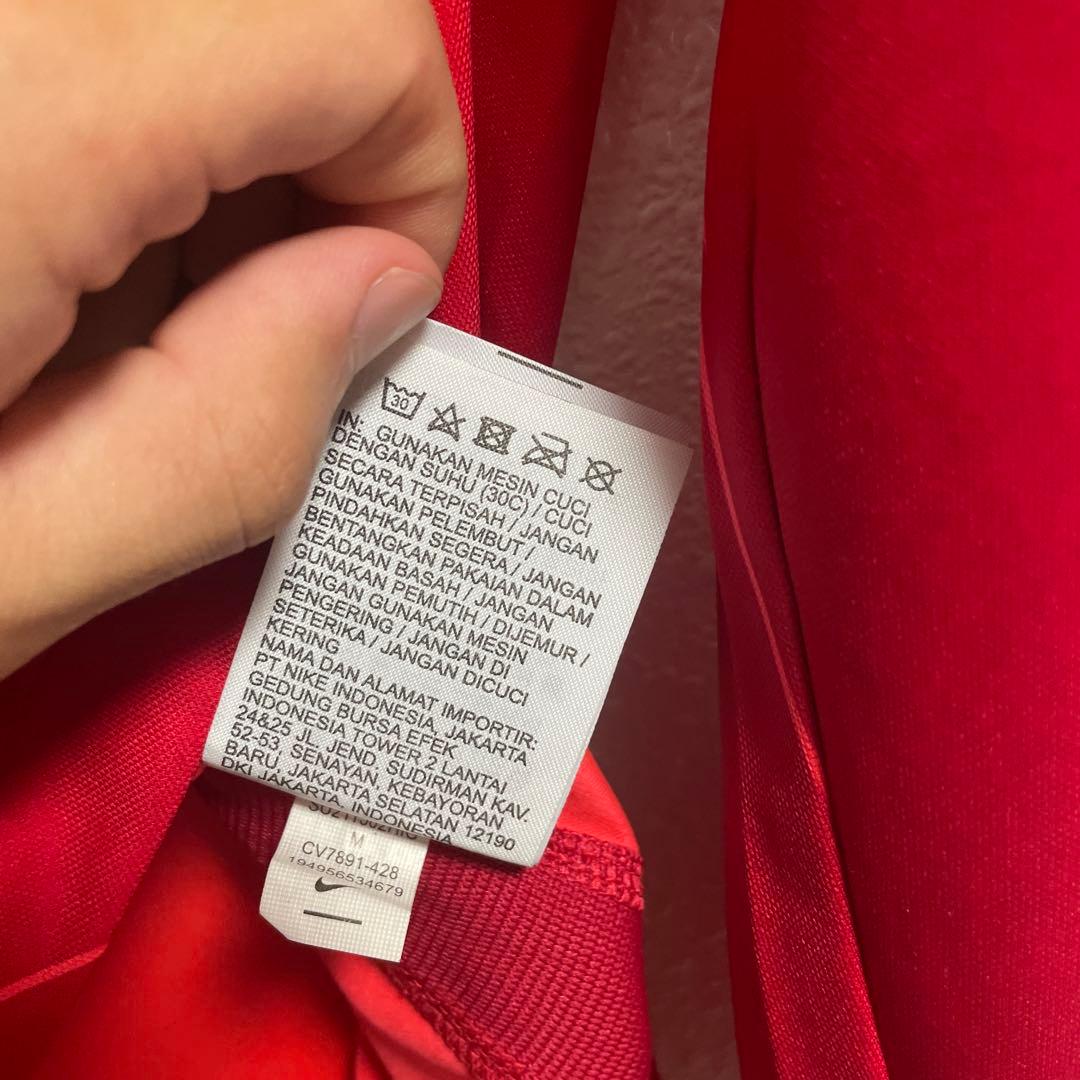 30
IN: GUNAKAN MESIN CUCI
DENGAN SUHU (30C) / CUCI
SECARA TERPISAH / JANGAN
GUNAKAN PELEMBUT /
PINDAHKAN SEGERA / JANGAN
BENTANGKAN PAKAIAN DALAM
KEADAAN BASAH / JANGAN
GUNAKAN PEMUTIH / DIJEMUR /
JANGAN GUNAKAN MESIN
PENGERING / JANGAN DI
SETERIKA / JANGAN DICUCI
KERING
NAMA DAN ALAMAT IMPORTIR:
PT NIKE INDONESIA, JAKARTA
GEDUNG BURSA EFEK
INDONESIA TOWER 2 LANTAI
24&25 JL. JEND. SUDIRMAN KAV.
52-53, SENAYAN, KEBAYORAN
BARU, JAKARTA SELATAN 12190
DKI JAKARTA, INDONESIA
M
CV7891-428
194956534679